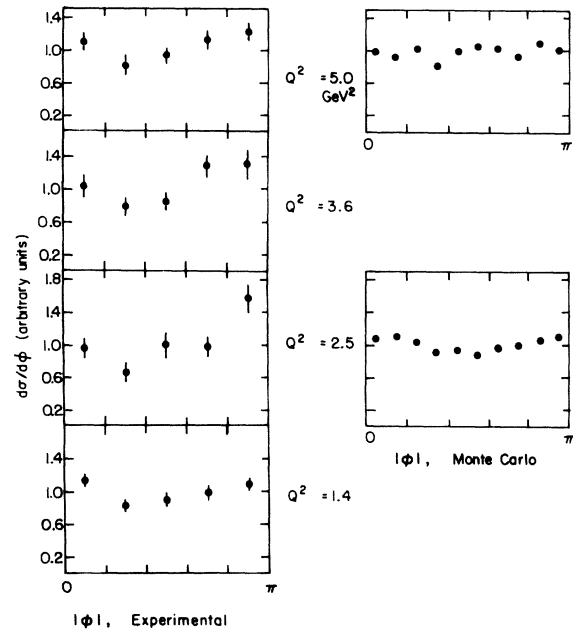 1.4
1.0
0.6
0.2
Q² = 5.0
GeV²
0
π
1.4
1.0
0.6
0.2
Q² = 3.6
dσ/dϕ (arbitrary units)
1.8
1.4
1.0
0.6
0.2
Q² = 2.5
0
π
|ϕ|, Monte Carlo
1.4
1.0
0.6
0.2
Q² = 1.4
0
π
|ϕ|, Experimental